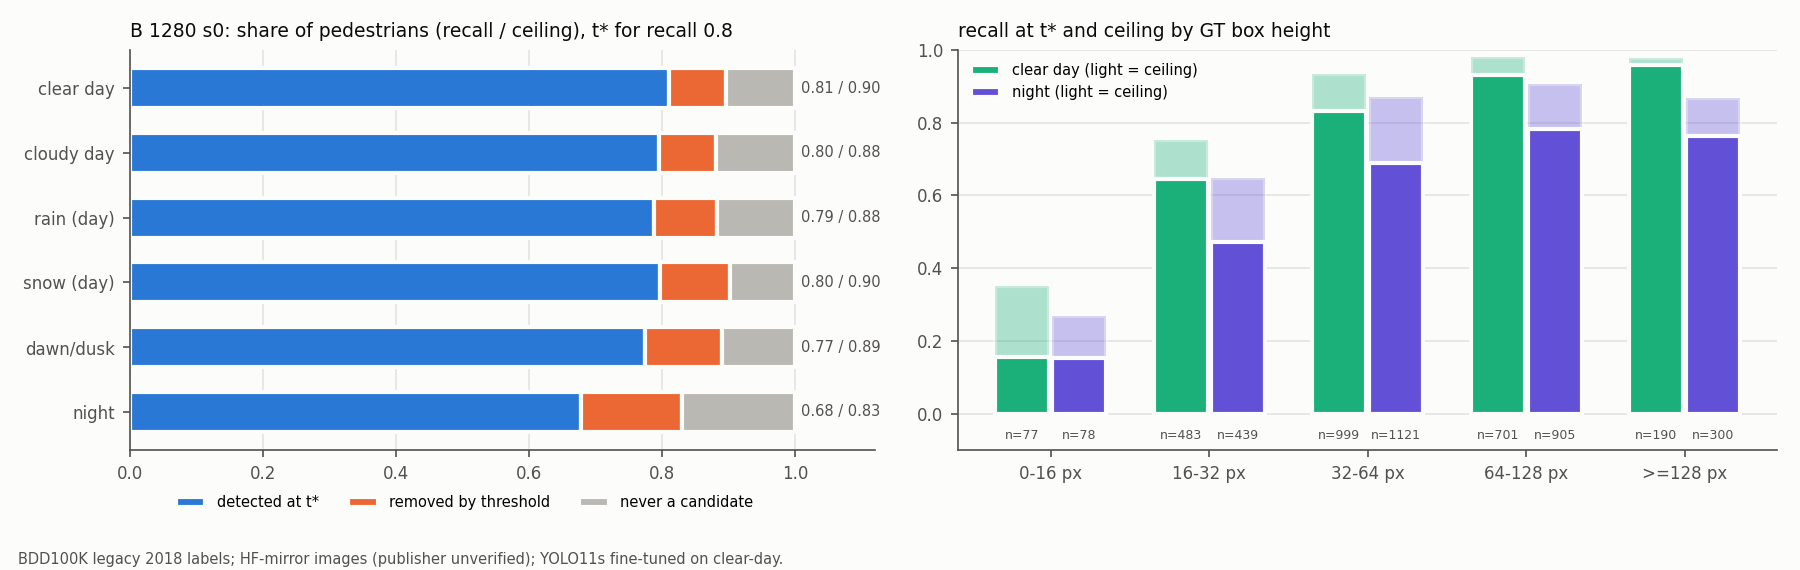 B 1280 s0: share of pedestrians (recall / ceiling), t* for recall 0.8
clear day 0.81 / 0.90
cloudy day 0.80 / 0.88
rain (day) 0.79 / 0.88
snow (day) 0.80 / 0.90
dawn/dusk 0.77 / 0.89
night 0.68 / 0.83
0.0 0.2 0.4 0.6 0.8 1.0
detected at t* removed by threshold never a candidate
recall at t* and ceiling by GT box height
1.0
0.8
0.6
0.4
0.2
0.0
clear day (light = ceiling)
night (light = ceiling)
n=77 n=78 n=483 n=439 n=999 n=1121 n=701 n=905 n=190 n=300
0-16 px 16-32 px 32-64 px 64-128 px >=128 px
BDD100K legacy 2018 labels; HF-mirror images (publisher unverified); YOLO11s fine-tuned on clear-day.